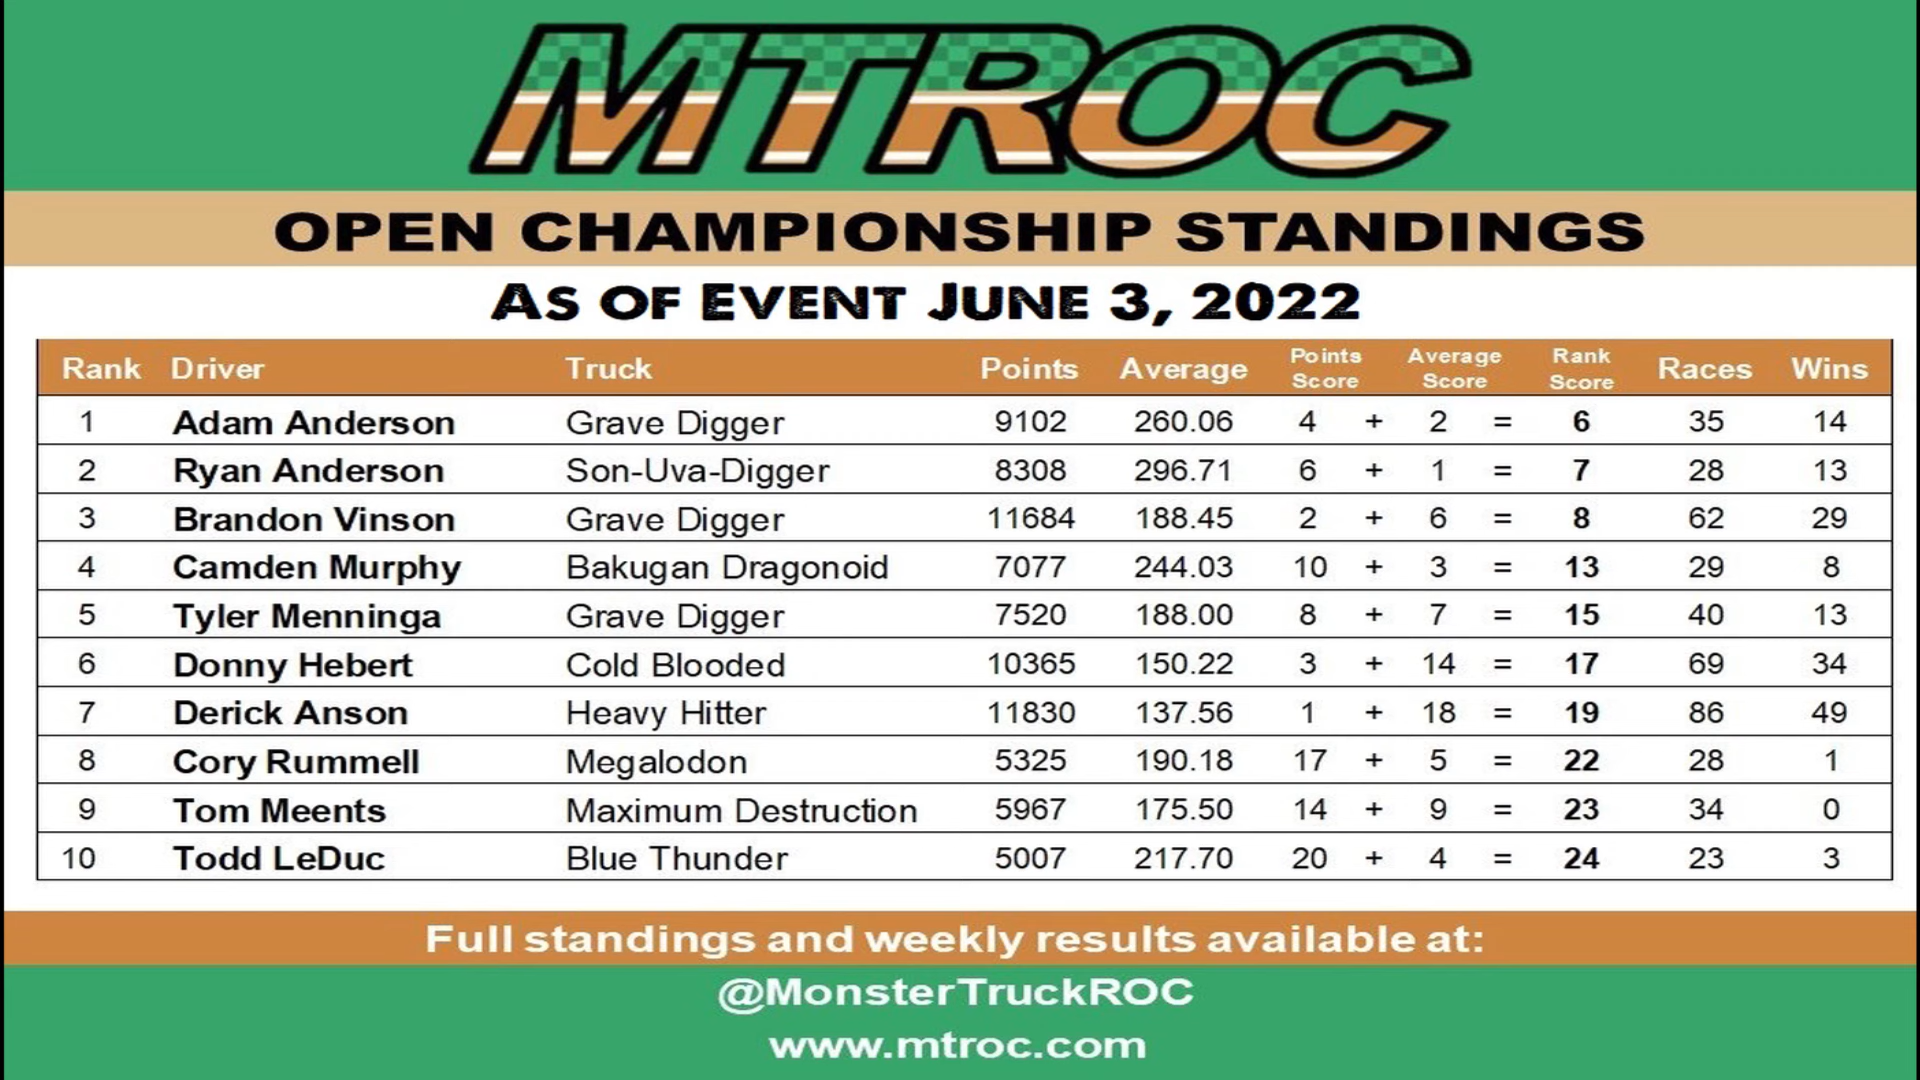 MTROC
OPEN CHAMPIONSHIP STANDINGS
AS OF EVENT JUNE 3, 2022
Rank Driver Truck Points Average Points Score Average Score Rank Score Races Wins
1 Adam Anderson Grave Digger 9102 260.06 4 + 2 = 6 35 14
2 Ryan Anderson Son-Uva-Digger 8308 296.71 6 + 1 = 7 28 13
3 Brandon Vinson Grave Digger 11684 188.45 2 + 6 = 8 62 29
4 Camden Murphy Bakugan Dragonoid 7077 244.03 10 + 3 = 13 29 8
5 Tyler Menninga Grave Digger 7520 188.00 8 + 7 = 15 40 13
6 Donny Hebert Cold Blooded 10365 150.22 3 + 14 = 17 69 34
7 Derick Anson Heavy Hitter 11830 137.56 1 + 18 = 19 86 49
8 Cory Rummell Megalodon 5325 190.18 17 + 5 = 22 28 1
9 Tom Meents Maximum Destruction 5967 175.50 14 + 9 = 23 34 0
10 Todd LeDuc Blue Thunder 5007 217.70 20 + 4 = 24 23 3
Full standings and weekly results available at:
@MonsterTruckROC
www.mtroc.com